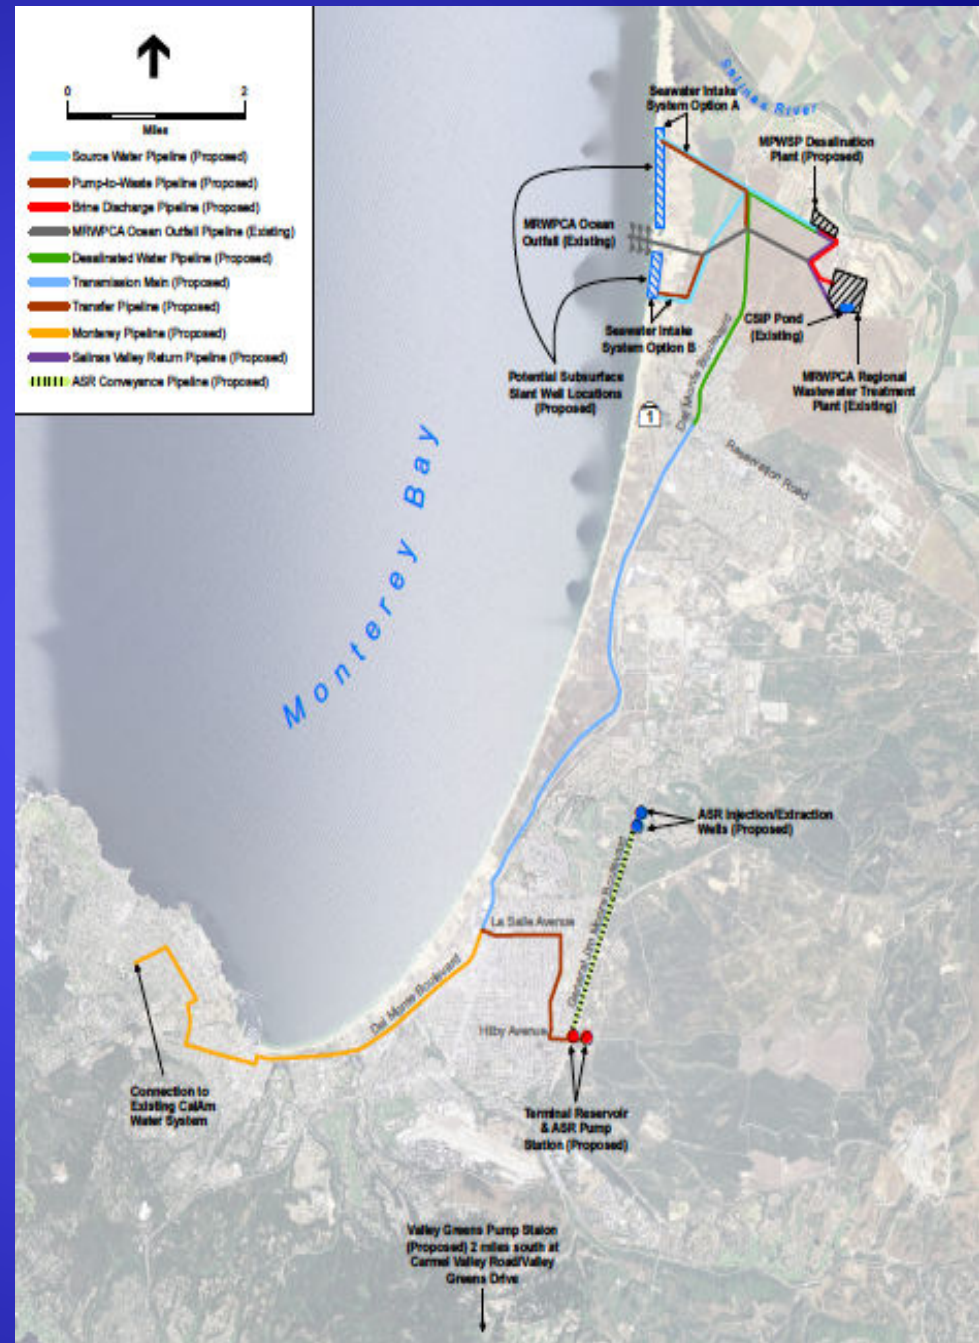 0
2
Miles
Source Water Pipeline (Proposed)
Pump-to-Waste Pipeline (Proposed)
Brine Discharge Pipeline (Proposed)
MRWPCA Ocean Outfall Pipeline (Existing)
Desalinated Water Pipeline (Proposed)
Transmission Main (Proposed)
Transfer Pipeline (Proposed)
Monterey Pipeline (Proposed)
Salinas Valley Return Pipeline (Proposed)
ASR Conveyance Pipeline (Proposed)
Salinas River
Seawater Intake
System Option A
MPWSP Desalination
Plant (Proposed)
MRWPCA Ocean
Outfall (Existing)
Seawater Intake
System Option B
CSIP Pond
(Existing)
Potential Subsurface
Slant Well Locations
(Proposed)
MRWPCA Regional
Wastewater Treatment
Plant (Existing)
Del Monte Boulevard
1
Reservation Road
Monterey Bay
ASR Injection/Extraction
Wells (Proposed)
General Jim Moore Boulevard
La Salle Avenue
Del Monte Boulevard
Hilby Avenue
Connection to
Existing CalAm
Water System
Terminal Reservoir
& ASR Pump
Station (Proposed)
Valley Greens Pump Staion
(Proposed) 2 miles south at
Carmel Valley Road/Valley
Greens Drive